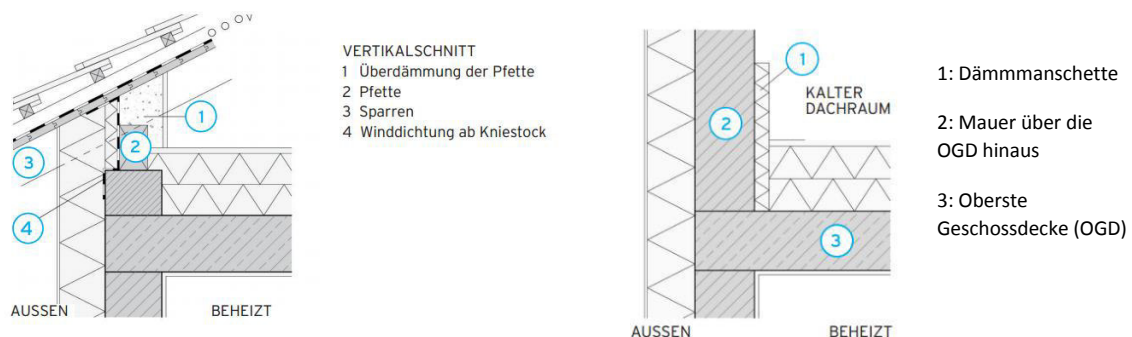 VERTIKALSCHNITT
1 Überdämmung der Pfette
2 Pfette
3 Sparren
4 Winddichtung ab Kniestock
1
2
3
4
AUSSEN
BEHEIZT
1
KALTER
DACHRAUM
2
3
AUSSEN
BEHEIZT
1: Dämmmanschette
2: Mauer über die
OGD hinaus
3: Oberste
Geschossdecke (OGD)